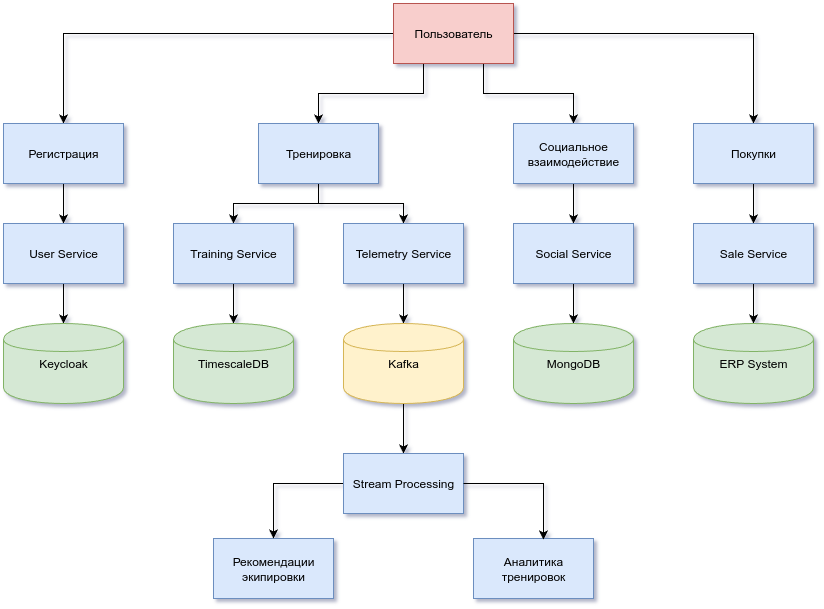 Пользователь
Регистрация
Тренировка
Социальное
взаимодействие
Покупки
User Service
Training Service
Telemetry Service
Social Service
Sale Service
Keycloak
TimescaleDB
Kafka
MongoDB
ERP System
Stream Processing
Рекомендации
экипировки
Аналитика
тренировок